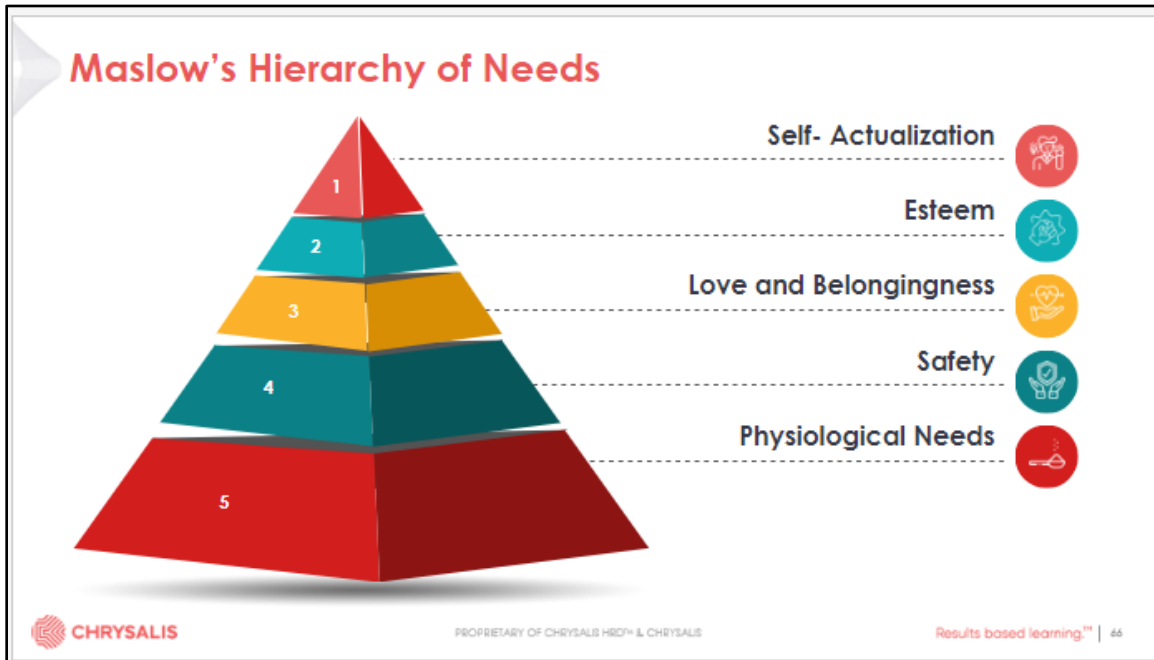 Maslow's Hierarchy of Needs
Self- Actualization
1
Esteem
2
Love and Belongingness
3
Safety
4
Physiological Needs
5
CHRYSALIS
PROPRIETARY OF CHRYSALIS HRD™ & CHRYSALIS
Results based learning.™ | 66